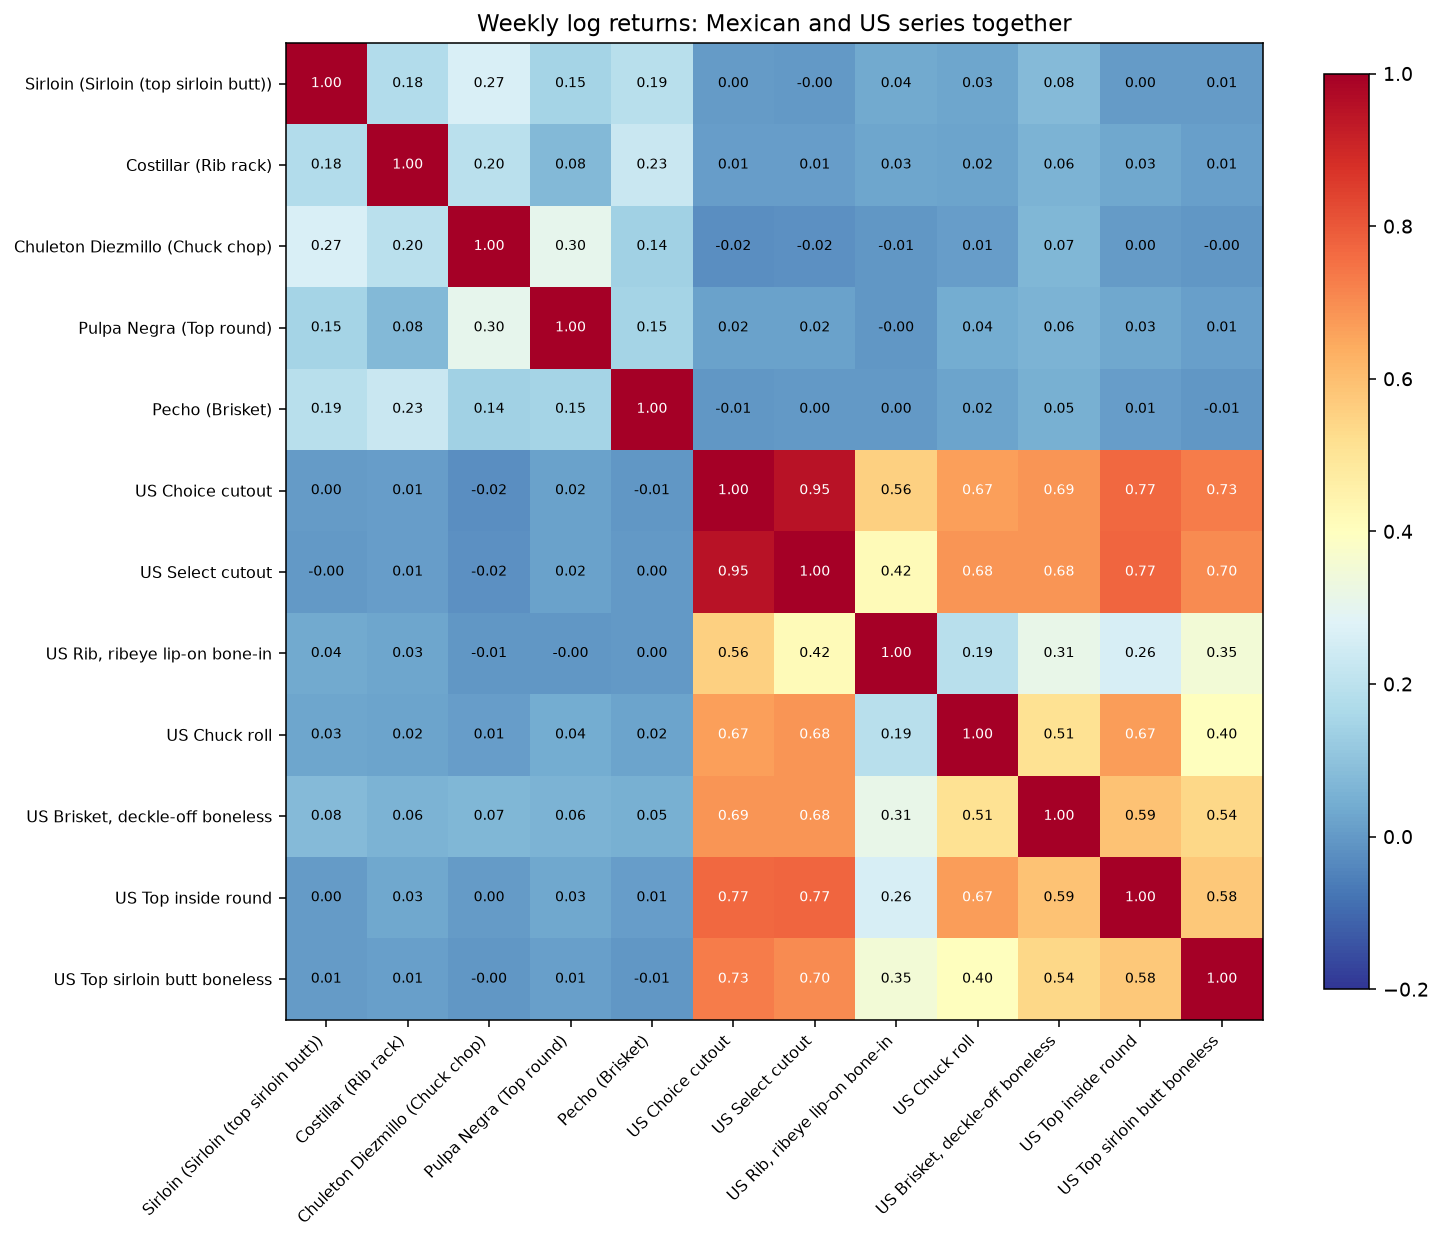 Weekly log returns: Mexican and US series together
Sirloin (Sirloin (top sirloin butt)) 1.00 0.18 0.27 0.15 0.19 0.00 -0.00 0.04 0.03 0.08 0.00 0.01
Costillar (Rib rack) 0.18 1.00 0.20 0.08 0.23 0.01 0.01 0.03 0.02 0.06 0.03 0.01
Chuleton Diezmillo (Chuck chop) 0.27 0.20 1.00 0.30 0.14 -0.02 -0.02 -0.01 0.01 0.07 0.00 -0.00
Pulpa Negra (Top round) 0.15 0.08 0.30 1.00 0.15 0.02 0.02 -0.00 0.04 0.06 0.03 0.01
Pecho (Brisket) 0.19 0.23 0.14 0.15 1.00 -0.01 0.00 0.00 0.02 0.05 0.01 -0.01
US Choice cutout 0.00 0.01 -0.02 0.02 -0.01 1.00 0.95 0.56 0.67 0.69 0.77 0.73
US Select cutout -0.00 0.01 -0.02 0.02 0.00 0.95 1.00 0.42 0.68 0.68 0.77 0.70
US Rib, ribeye lip-on bone-in 0.04 0.03 -0.01 -0.00 0.00 0.56 0.42 1.00 0.19 0.31 0.26 0.35
US Chuck roll 0.03 0.02 0.01 0.04 0.02 0.67 0.68 0.19 1.00 0.51 0.67 0.40
US Brisket, deckle-off boneless 0.08 0.06 0.07 0.06 0.05 0.69 0.68 0.31 0.51 1.00 0.59 0.54
US Top inside round 0.00 0.03 0.00 0.03 0.01 0.77 0.77 0.26 0.67 0.59 1.00 0.58
US Top sirloin butt boneless 0.01 0.01 -0.00 0.01 -0.01 0.73 0.70 0.35 0.40 0.54 0.58 1.00
Sirloin (Sirloin (top sirloin butt))
Costillar (Rib rack)
Chuleton Diezmillo (Chuck chop)
Pulpa Negra (Top round)
Pecho (Brisket)
US Choice cutout
US Select cutout
US Rib, ribeye lip-on bone-in
US Chuck roll
US Brisket, deckle-off boneless
US Top inside round
US Top sirloin butt boneless
1.0
0.8
0.6
0.4
0.2
0.0
−0.2